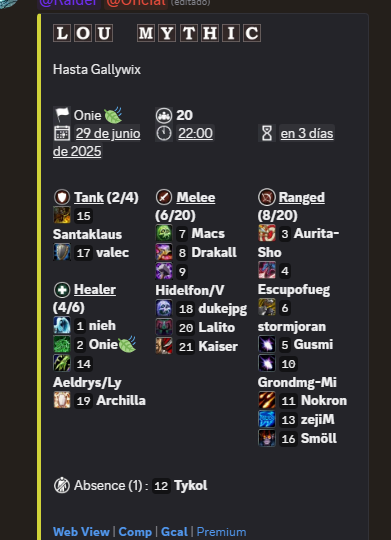 @Raider @Oficial (editado)
LOU MYTHIC
Hasta Gallywix
Onie
20
29 de junio
de 2025
22:00
en 3 días
Tank (2/4)
15
Santaklaus
17 valec
Healer
(4/6)
1 nieh
2 Onie
14
Aeldrys/Ly
19 Archilla
Melee
(6/20)
7 Macs
8 Drakall
9
Hidelfon/V
18 dukejpg
20 Lalito
21 Kaiser
Ranged
(8/20)
3 Aurita-
Sho
4
Escupofueg
6
stormjoran
5 Gusmi
10
Grondmg-Mi
11 Nokron
13 zejiM
16 Smöll
Absence (1) : 12 Tykol
Web View | Comp | Gcal | Premium